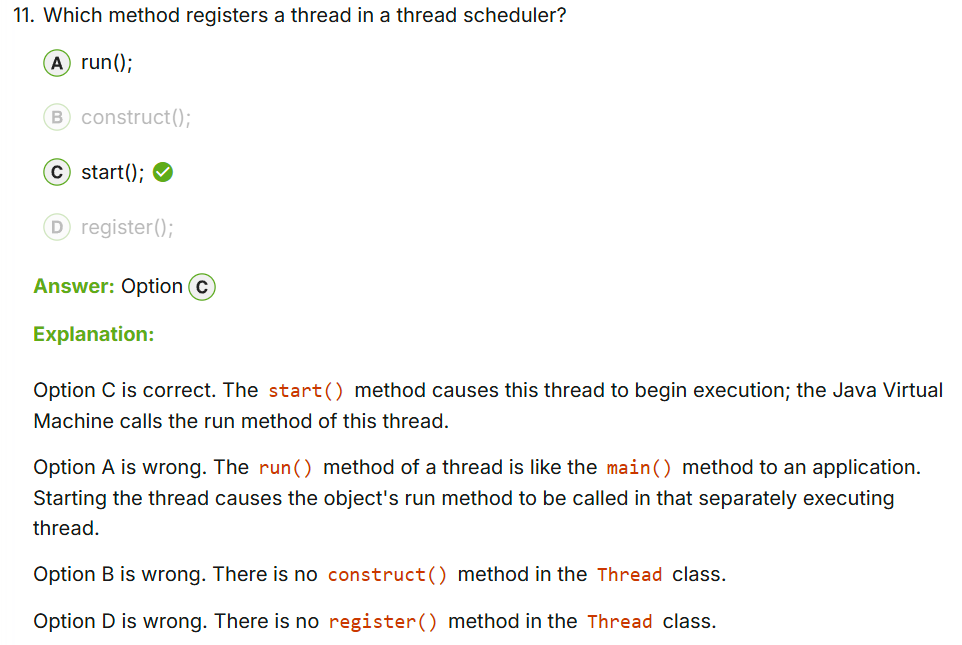 11. Which method registers a thread in a thread scheduler?
A run();
B construct();
C start();
D register();
Answer: Option C
Explanation:
Option C is correct. The start() method causes this thread to begin execution; the Java Virtual
Machine calls the run method of this thread.
Option A is wrong. The run() method of a thread is like the main() method to an application.
Starting the thread causes the object's run method to be called in that separately executing
thread.
Option B is wrong. There is no construct() method in the Thread class.
Option D is wrong. There is no register() method in the Thread class.